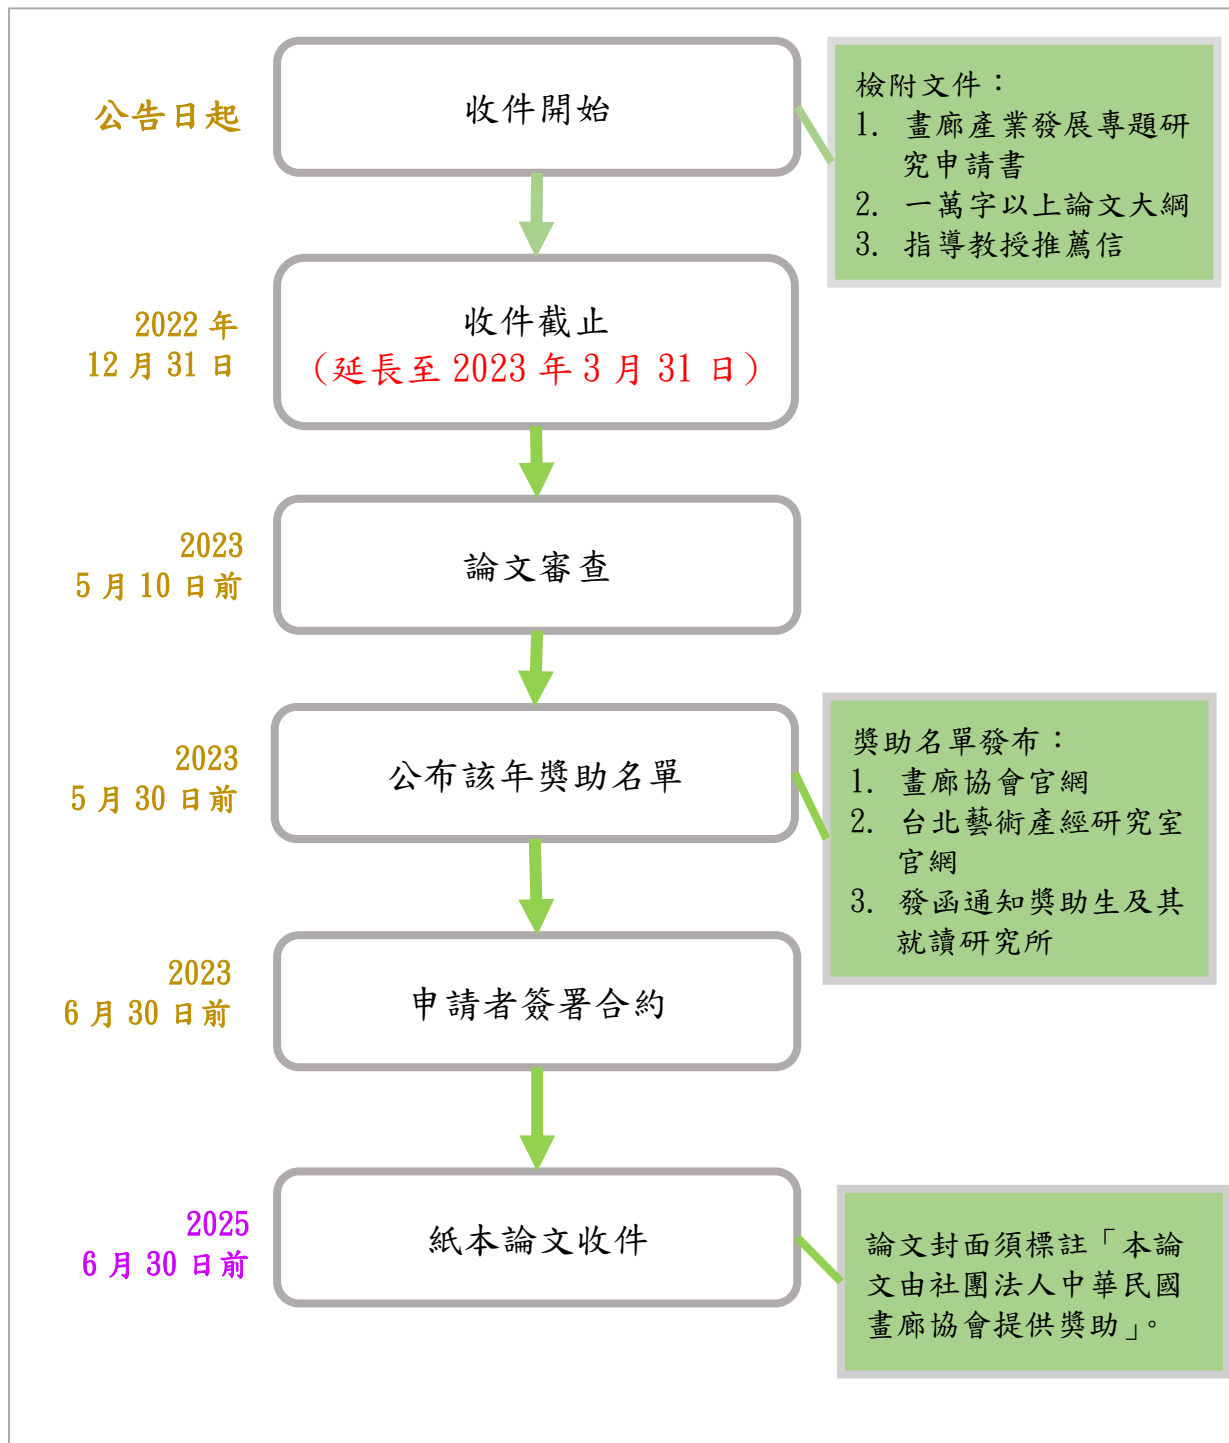 公告日起
收件開始
檢附文件：
1. 畫廊產業發展專題研
究申請書
2. 一萬字以上論文大綱
3. 指導教授推薦信
2022 年
12 月 31 日
收件截止
（延長至 2023 年 3 月 31 日）
2023
5 月 10 日前
論文審查
2023
5 月 30 日前
公布該年獎助名單
獎助名單發布：
1. 畫廊協會官網
2. 台北藝術產經研究室
官網
3. 發函通知獎助生及其
就讀研究所
2023
6 月 30 日前
申請者簽署合約
2025
6 月 30 日前
紙本論文收件
論文封面須標註「本論
文由社團法人中華民國
畫廊協會提供獎助」。